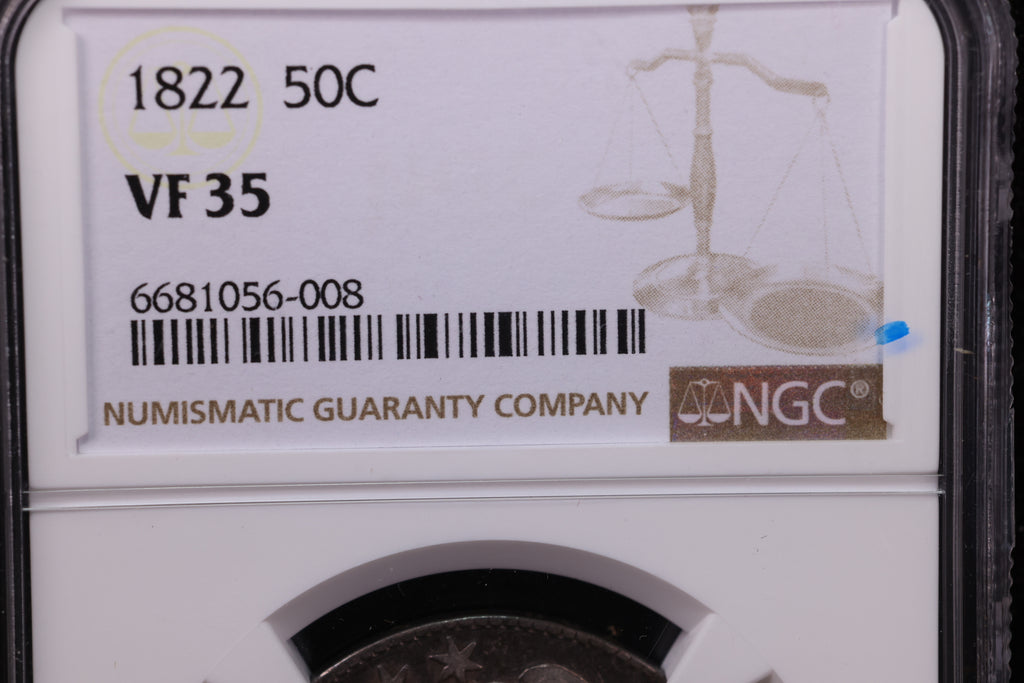 1822 50C
VF 35
6681056-008
NUMISMATIC GUARANTY COMPANY
NGC®